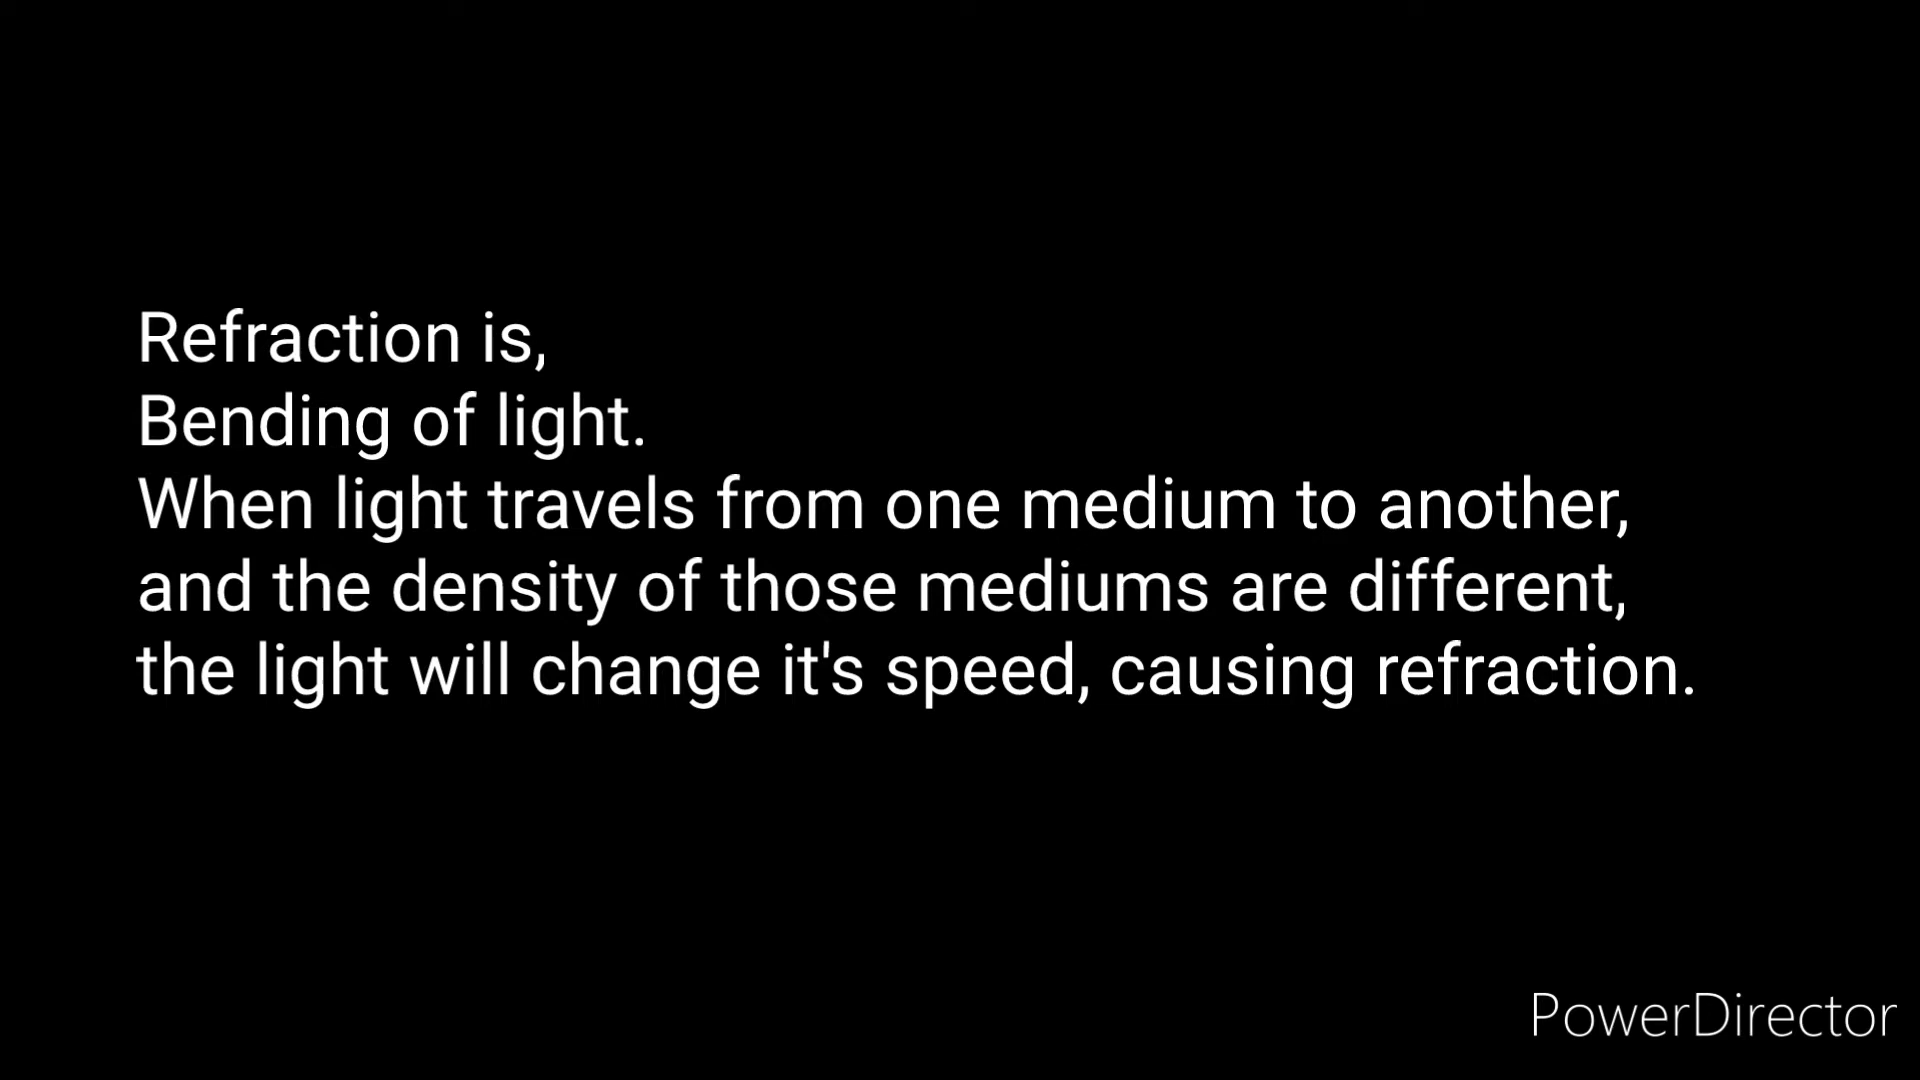 Refraction is,
Bending of light.
When light travels from one medium to another,
and the density of those mediums are different,
the light will change it's speed, causing refraction.
PowerDirector